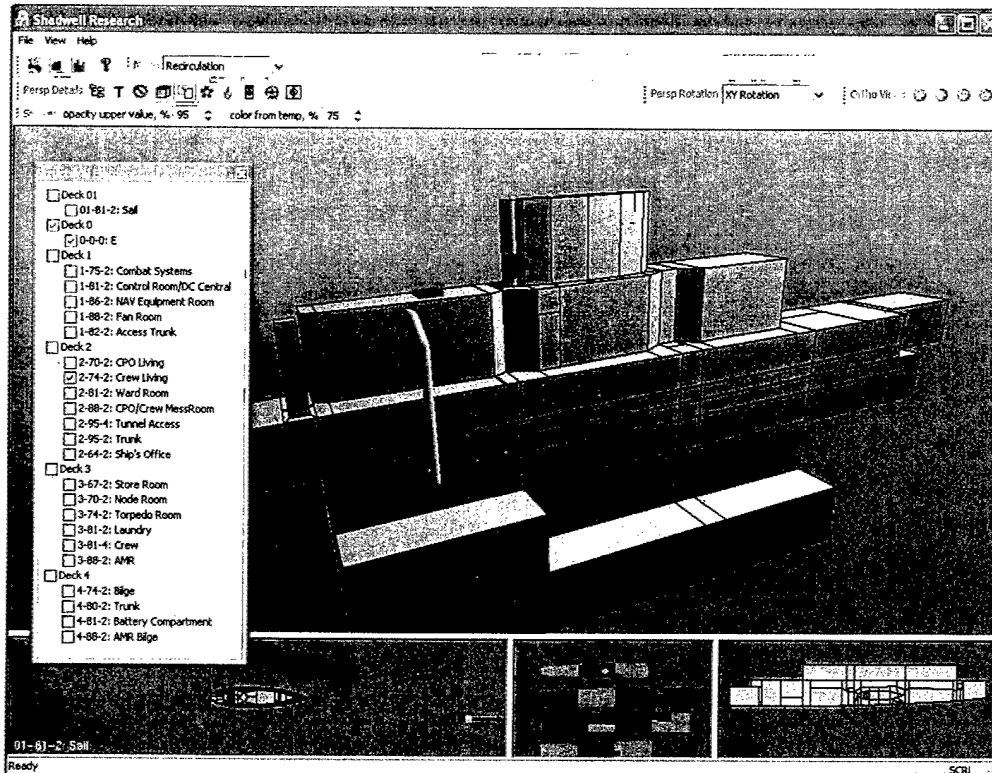 Shadwell Research
File View Help
Recirculation
Persp Details T
Persp Rotation XY Rotation
opacity upper value, % 95 color from temp, % 75
Deck 01
01-81-2: Sail
Deck 0
0-0-0: E
Deck 1
1-75-2: Combat Systems
1-81-2: Control Room/DC Central
1-86-2: NAV Equipment Room
1-88-2: Fan Room
1-82-2: Access Trunk
Deck 2
2-70-2: CPO Living
2-74-2: Crew Living
2-81-2: Ward Room
2-88-2: CPO/Crew MessRoom
2-95-4: Tunnel Access
2-95-2: Trunk
2-64-2: Ship's Office
Deck 3
3-67-2: Store Room
3-70-2: Node Room
3-74-2: Torpedo Room
3-81-2: Laundry
3-81-4: Crew
3-88-2: AMR
Deck 4
4-74-2: Bilge
4-80-2: Trunk
4-81-2: Battery Compartment
4-88-2: AMR Bilge
01-81-2: Sail
Ready
SCRL